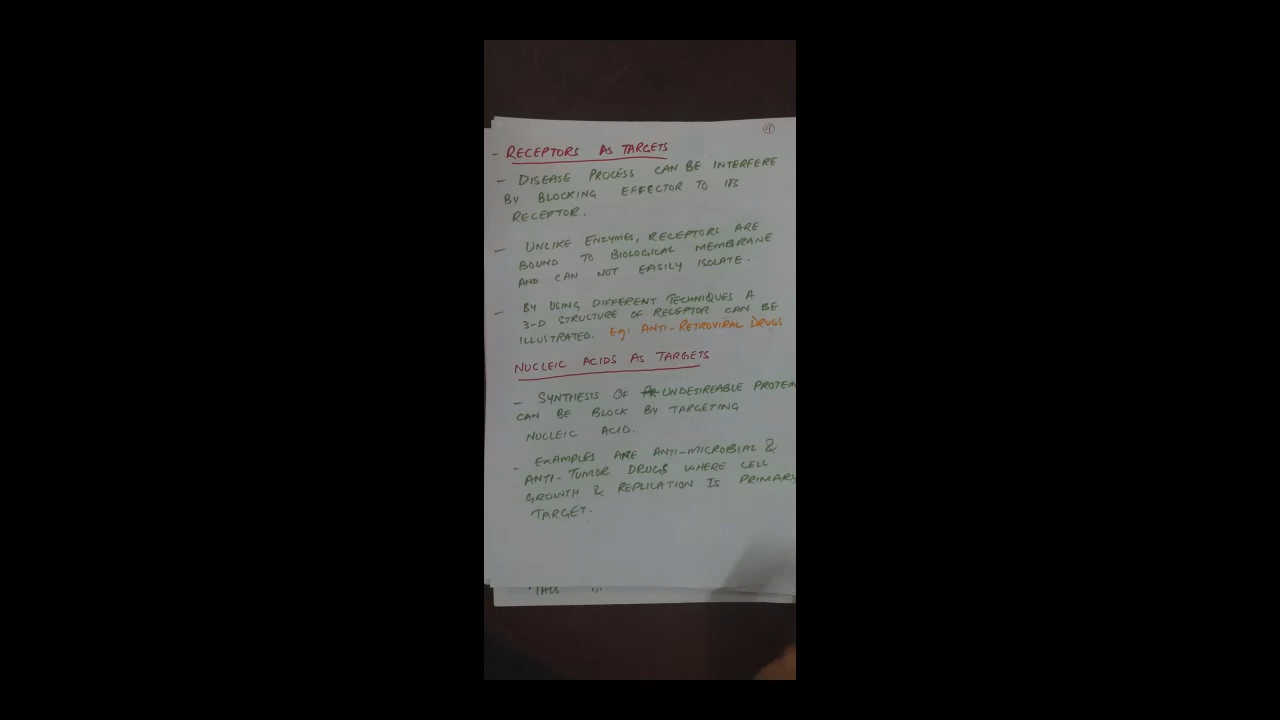 9
- RECEPTORS AS TARGETS
- DISEASE PROCESS CAN BE INTERFERE
BY BLOCKING EFFECTOR TO ITS
RECEPTOR.
- UNLIKE ENZYMES, RECEPTORS ARE
BOUND TO BIOLOGICAL MEMBRANE
AND CAN NOT EASILY ISOLATE.
- BY USING DIFFERENT TECHNIQUES A
3-D STRUCTURE OF RECEPTOR CAN BE
ILLUSTRATED. Eg: ANTI-RETROVIRAL DRUGS
NUCLEIC ACIDS AS TARGETS
- SYNTHESIS OF UNDESIREABLE PROTEIN
CAN BE BLOCK BY TARGETING
NUCLEIC ACID.
- EXAMPLES ARE ANTI-MICROBIAL &
ANTI-TUMOR DRUGS WHERE CELL
GROWTH & REPLICATION IS PRIMARY
TARGET.